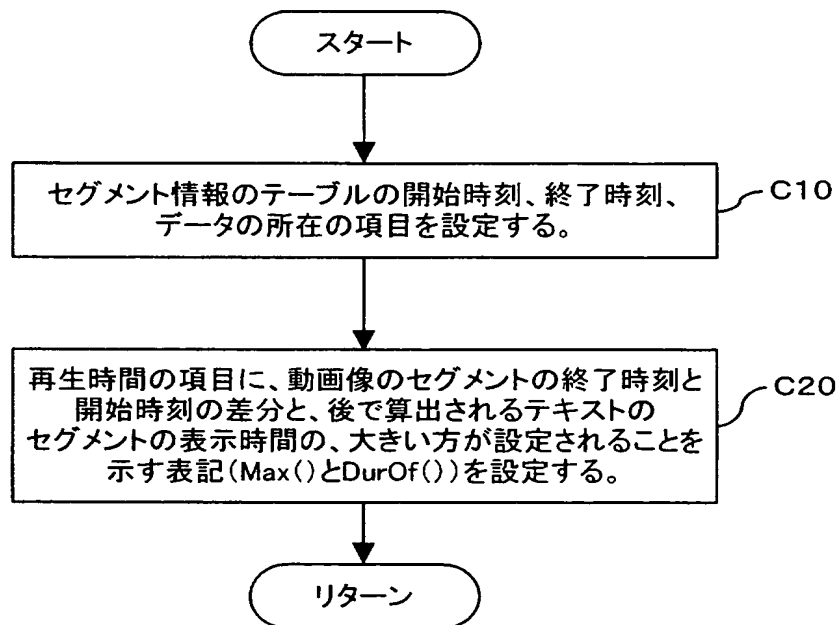 スタート
セグメント情報のテーブルの開始時刻、終了時刻、
データの所在の項目を設定する。
C10
再生時間の項目に、動画像のセグメントの終了時刻と
開始時刻の差分と、後で算出されるテキストの
セグメントの表示時間の、大きい方が設定されることを
示す表記(Max()とDurOf())を設定する。
C20
リターン